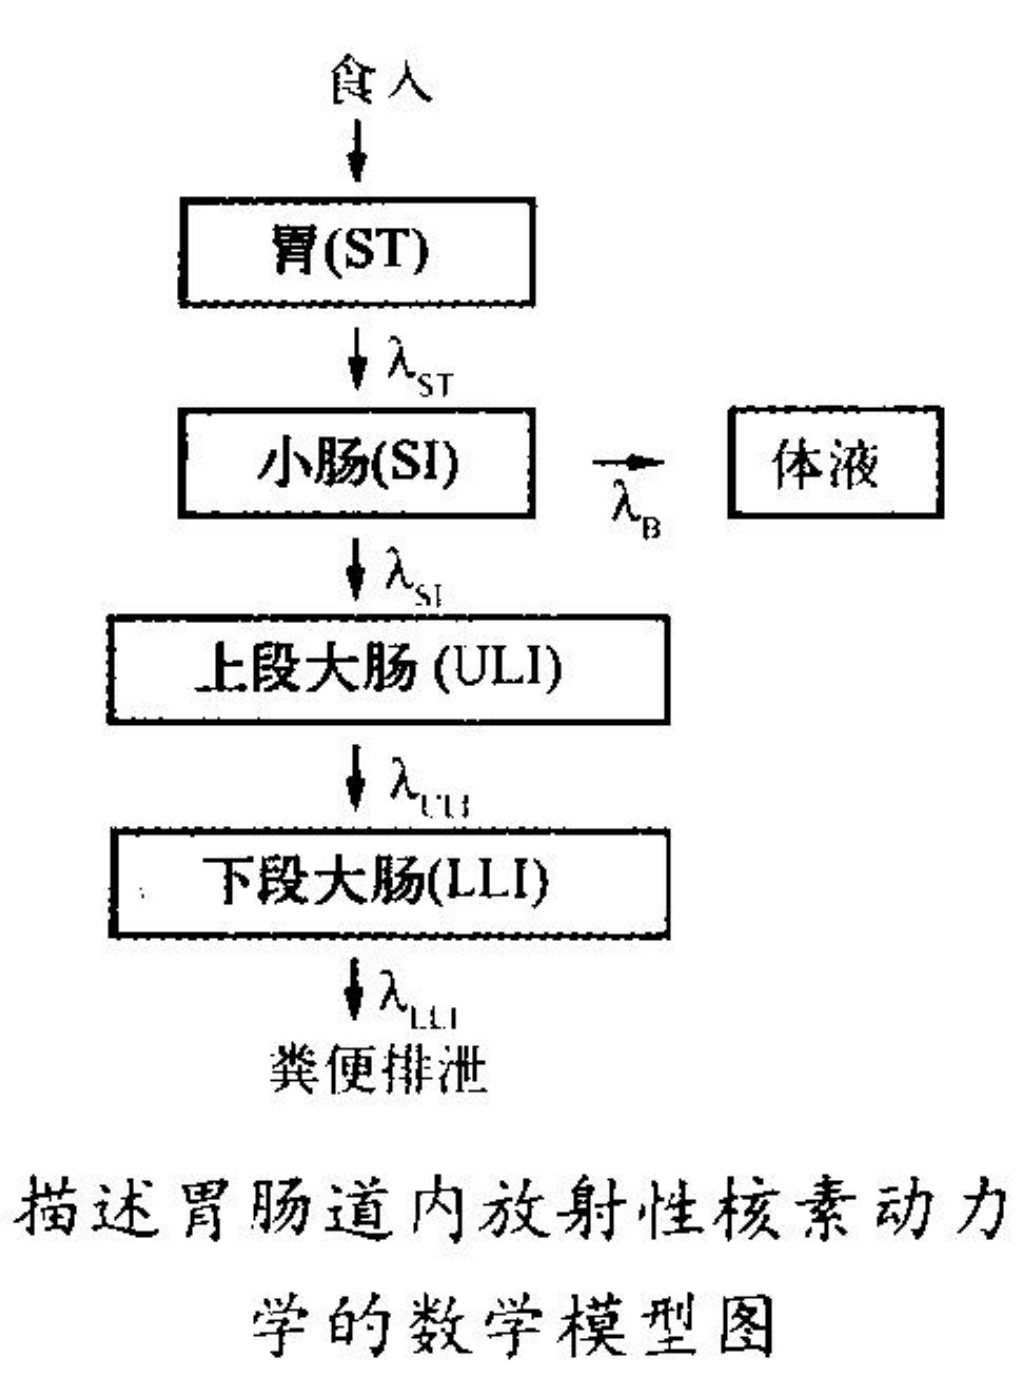 食入
胃(ST)
λST
小肠(SI)
λB
体液
λSI
上段大肠 (ULI)
λULI
下段大肠(LLI)
λLLI
粪便排泄
描述胃肠道内放射性核素动力
学的数学模型图